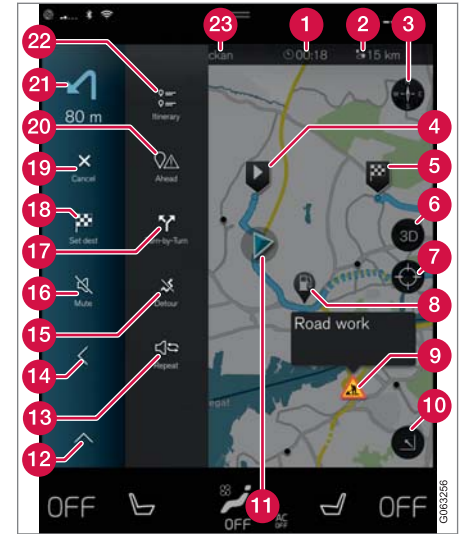 23 1 2 3
22
ckan 00:18 15 km
21
80 m
Itinerary
4
20
5
19
Cancel
Ahead
6
18
3D
Set dest
17
rn-by-Turn
7
16
Mute
15
Detour
8
Road work
14
13
Repeat
9
egat
10
12
11
OFF OFF AC OFF OFF
G063256